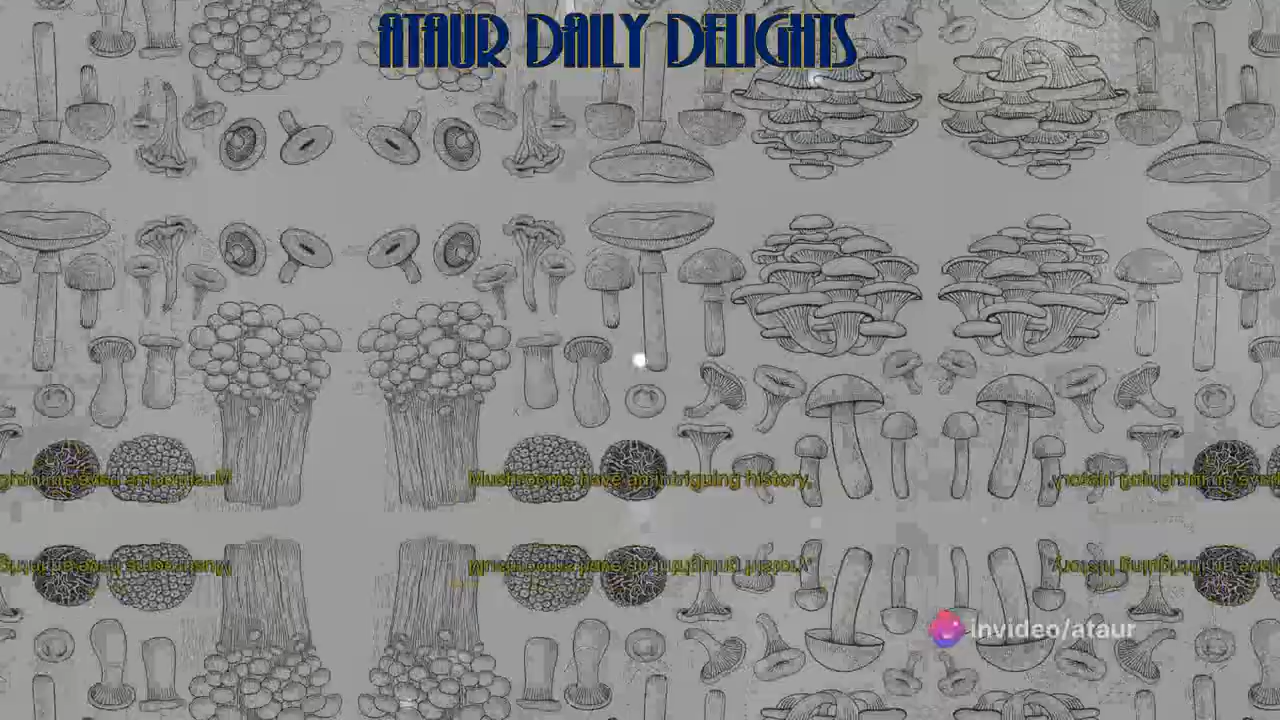 ATAUR DAILY DELIGHTS
Mushrooms have an intriguing history.
invideo/ataur